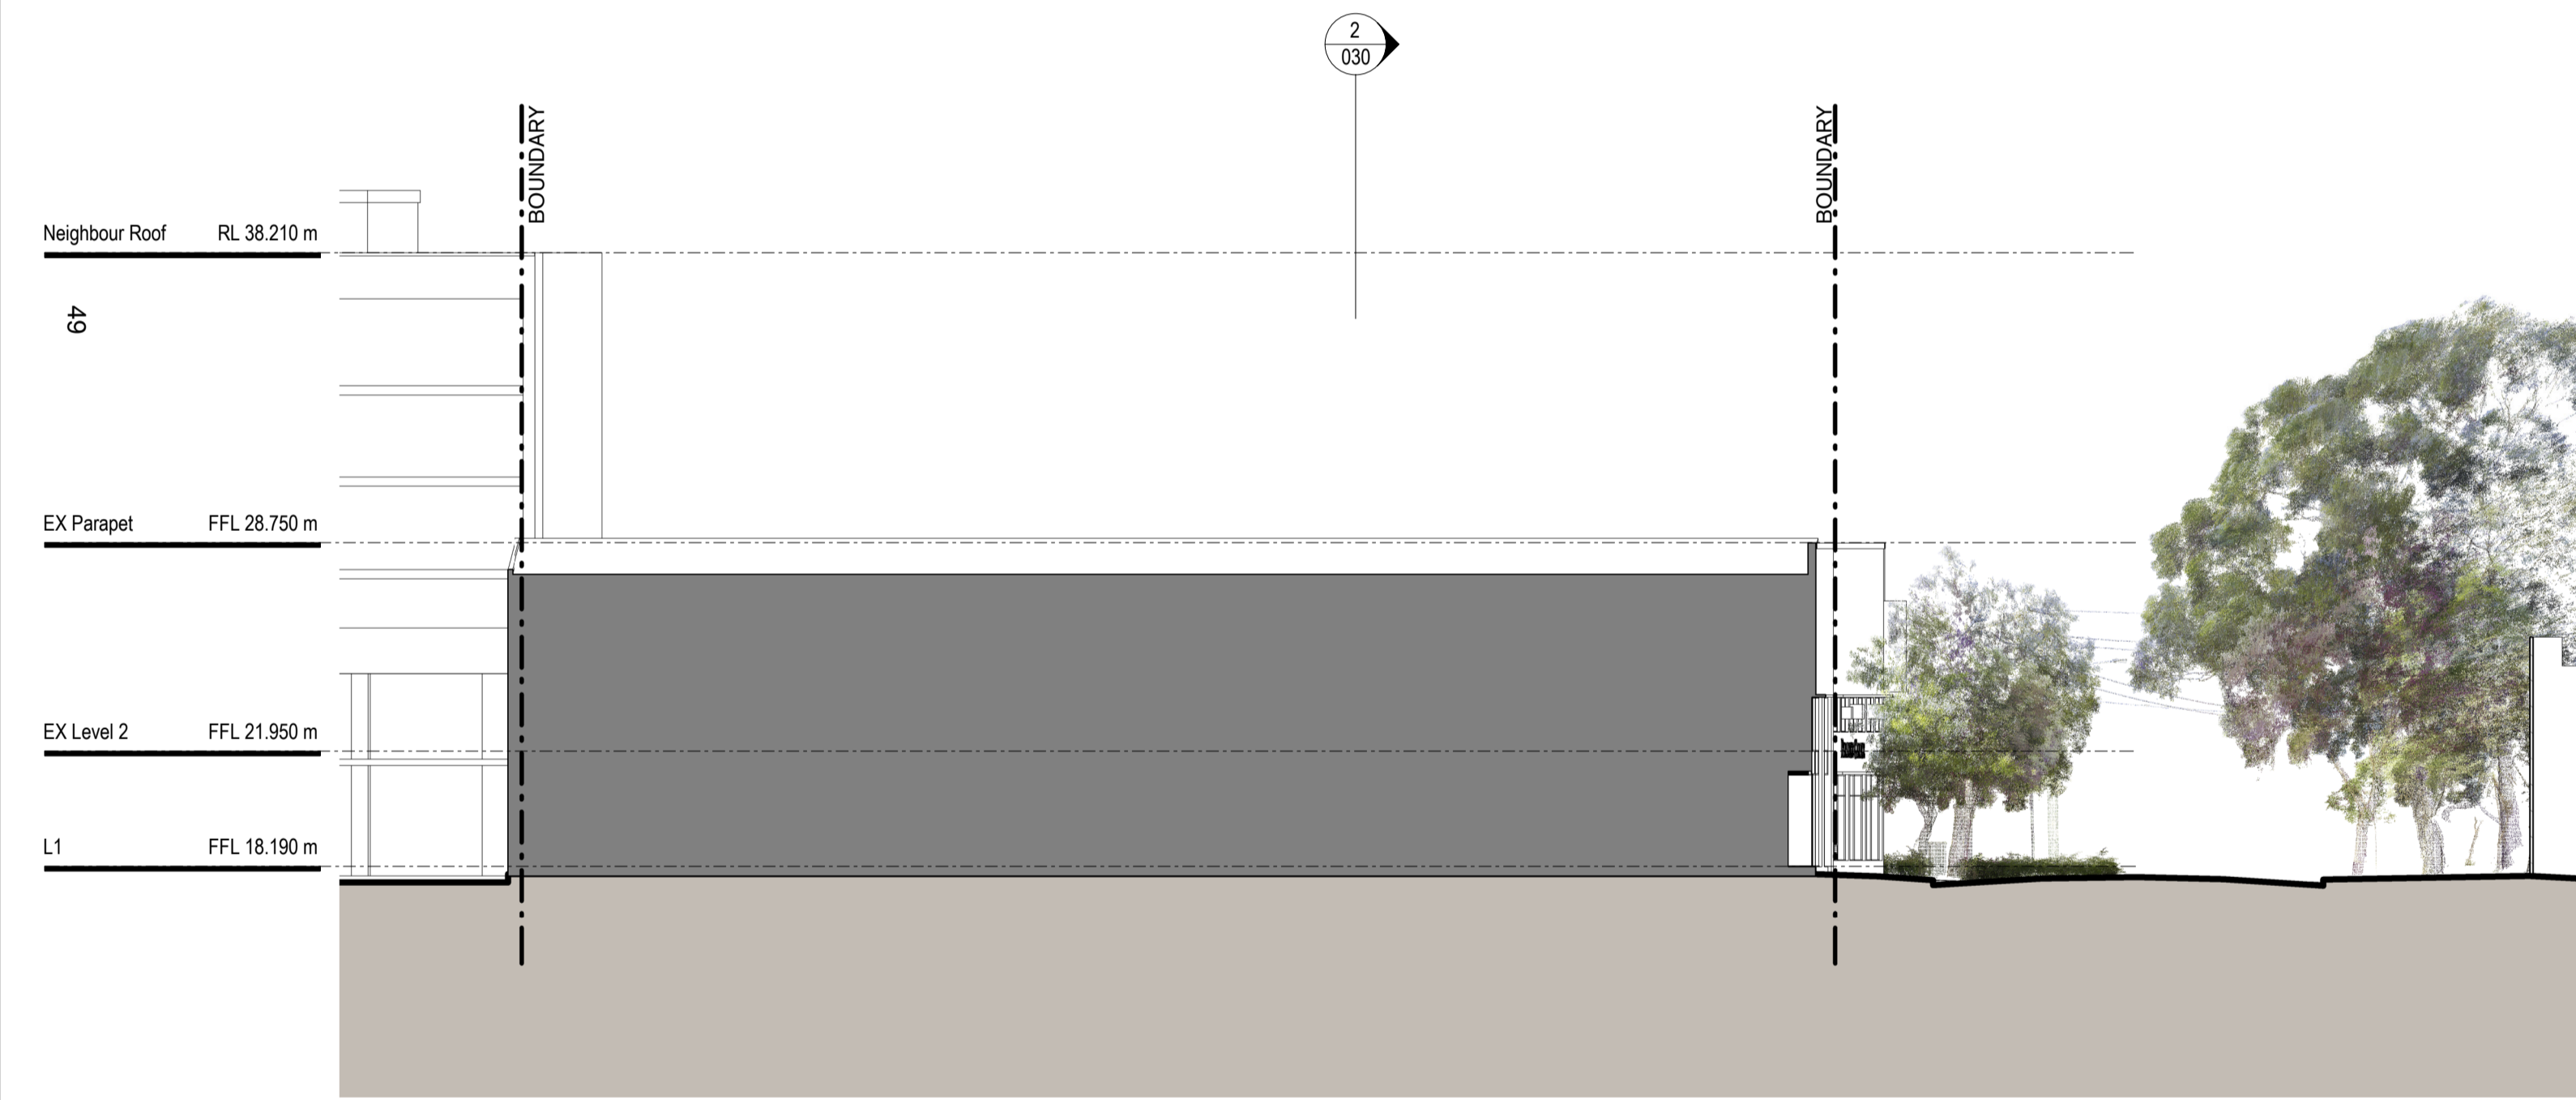 2
030
BOUNDARY
BOUNDARY
Neighbour Roof RL 38.210 m
49
EX Parapet FFL 28.750 m
EX Level 2 FFL 21.950 m
L1 FFL 18.190 m